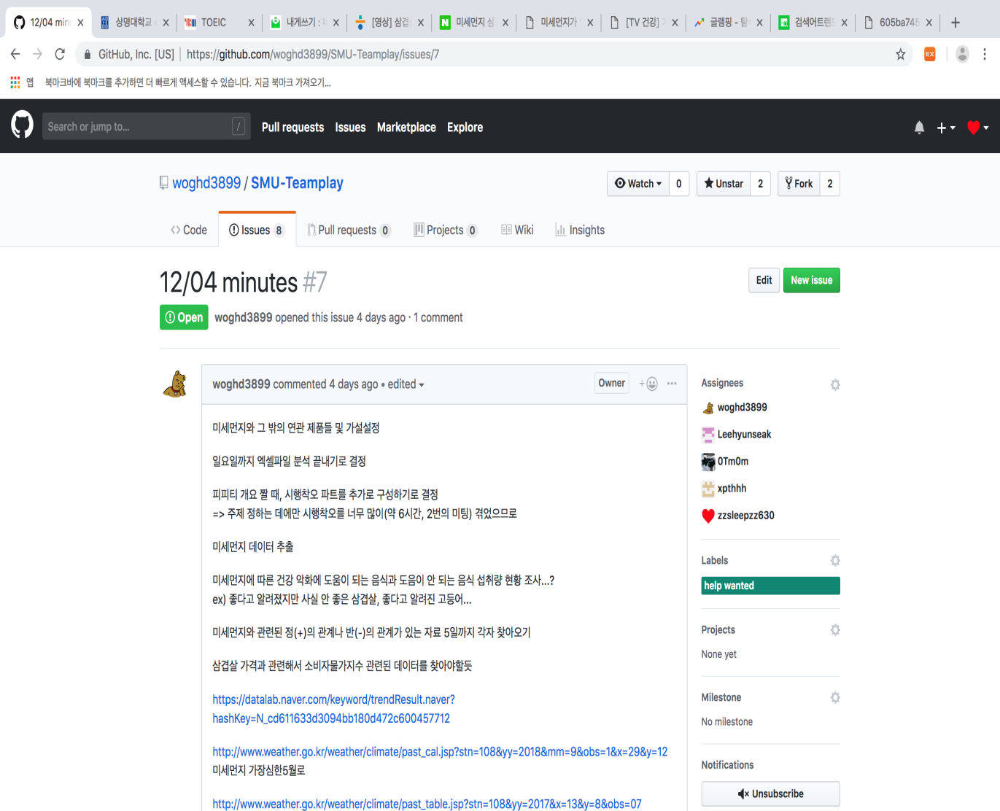 12/04 min
상명대학교
TOEIC
내게쓰기 :
[영상] 삼겹
미세먼지 삼
미세먼지가
[TV 건강]
글램핑 - 탐
검색어트렌드
605ba745
GitHub, Inc. [US] https://github.com/woghd3899/SMU-Teamplay/issues/7
EX
앱 북마크바에 북마크를 추가하면 더 빠르게 액세스할 수 있습니다. 지금 북마크 가져오기...
Search or jump to... / Pull requests Issues Marketplace Explore
woghd3899 / SMU-Teamplay
Watch 0 Unstar 2 Fork 2
Code Issues 8 Pull requests 0 Projects 0 Wiki Insights
12/04 minutes #7
Edit New issue
Open woghd3899 opened this issue 4 days ago · 1 comment
woghd3899 commented 4 days ago • edited
Owner
미세먼지와 그 밖의 연관 제품들 및 가설설정
일요일까지 엑셀파일 분석 끝내기로 결정
피피티 개요 짤 때, 시행착오 파트를 추가로 구성하기로 결정
=> 주제 정하는 데에만 시행착오를 너무 많이(약 6시간, 2번의 미팅) 겪었으므로
미세먼지 데이터 추출
미세먼지에 따른 건강 악화에 도움이 되는 음식과 도음이 안 되는 음식 섭취량 현황 조사...?
ex) 좋다고 알려졌지만 사실 안 좋은 삼겹살, 좋다고 알려진 고등어...
미세먼지와 관련된 정(+)의 관계나 반(-)의 관계가 있는 자료 5일까지 각자 찾아오기
삼겹살 가격과 관련해서 소비자물가지수 관련된 데이터를 찾아야할듯
https://datalab.naver.com/keyword/trendResult.naver?
hashKey=N_cd611633d3094bb180d472c600457712
http://www.weather.go.kr/weather/climate/past_cal.jsp?stn=108&yy=2018&mm=9&obs=1&x=29&y=12
미세먼지 가장심한5월로
http://www.weather.go.kr/weather/climate/past_table.jsp?stn=108&yy=2017&x=13&y=8&obs=07
Assignees
woghd3899
Leehyunseak
0Tm0m
xpthhh
zzsleepzz630
Labels
help wanted
Projects
None yet
Milestone
No milestone
Notifications
Unsubscribe